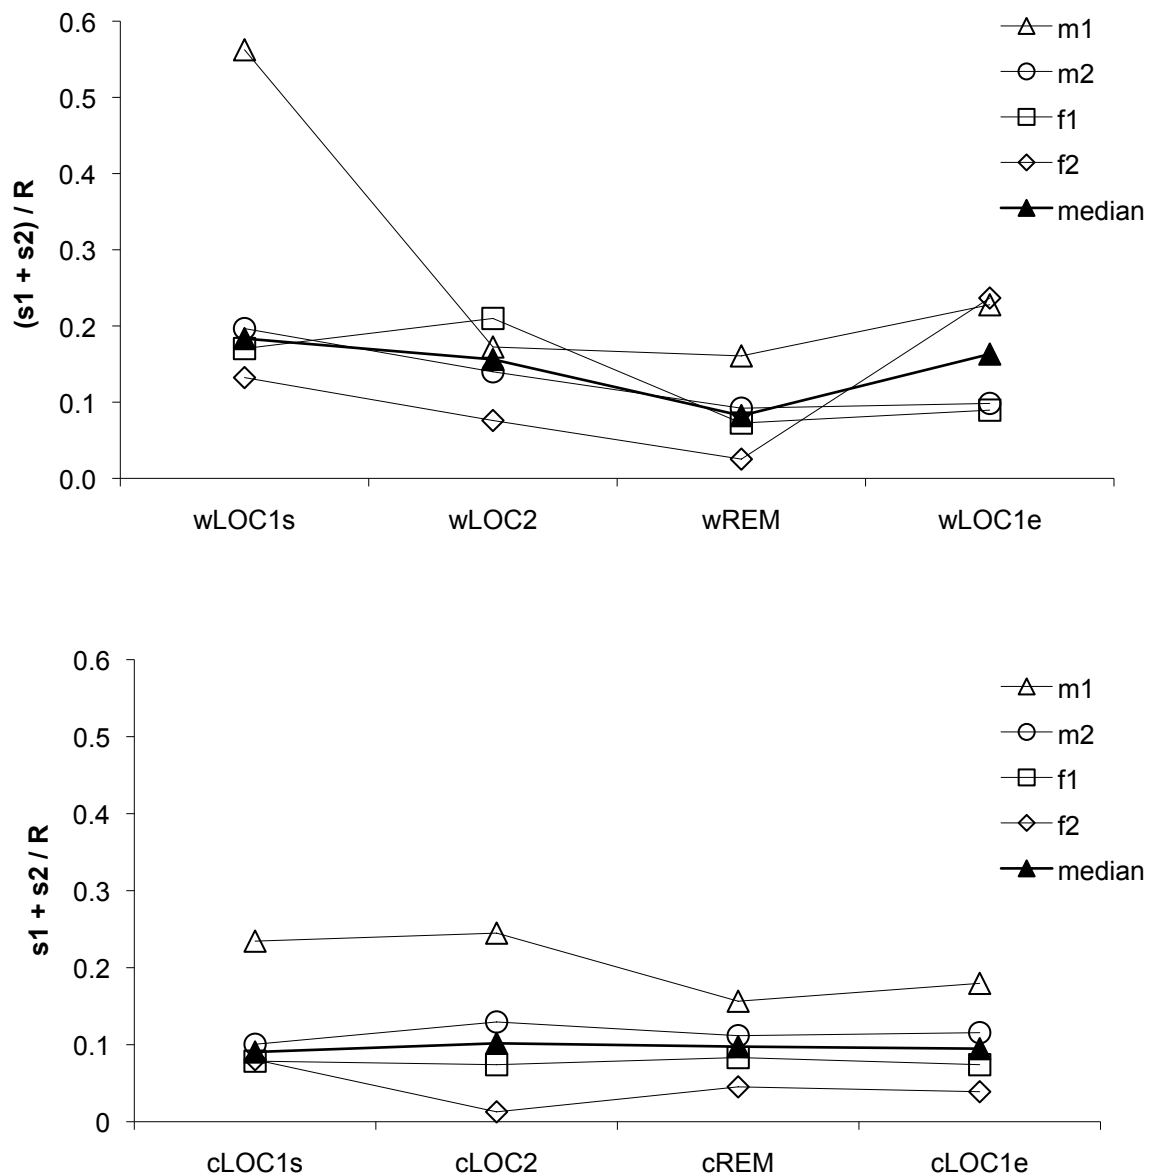 0.6
0.5
0.4
0.3
0.2
0.1
0.0
(s1 + s2) / R
wLOC1s wLOC2 wREM wLOC1e
m1
m2
f1
f2
median
0.6
0.5
0.4
0.3
0.2
0.1
0
s1 + s2 / R
cLOC1s cLOC2 cREM cLOC1e
m1
m2
f1
f2
median